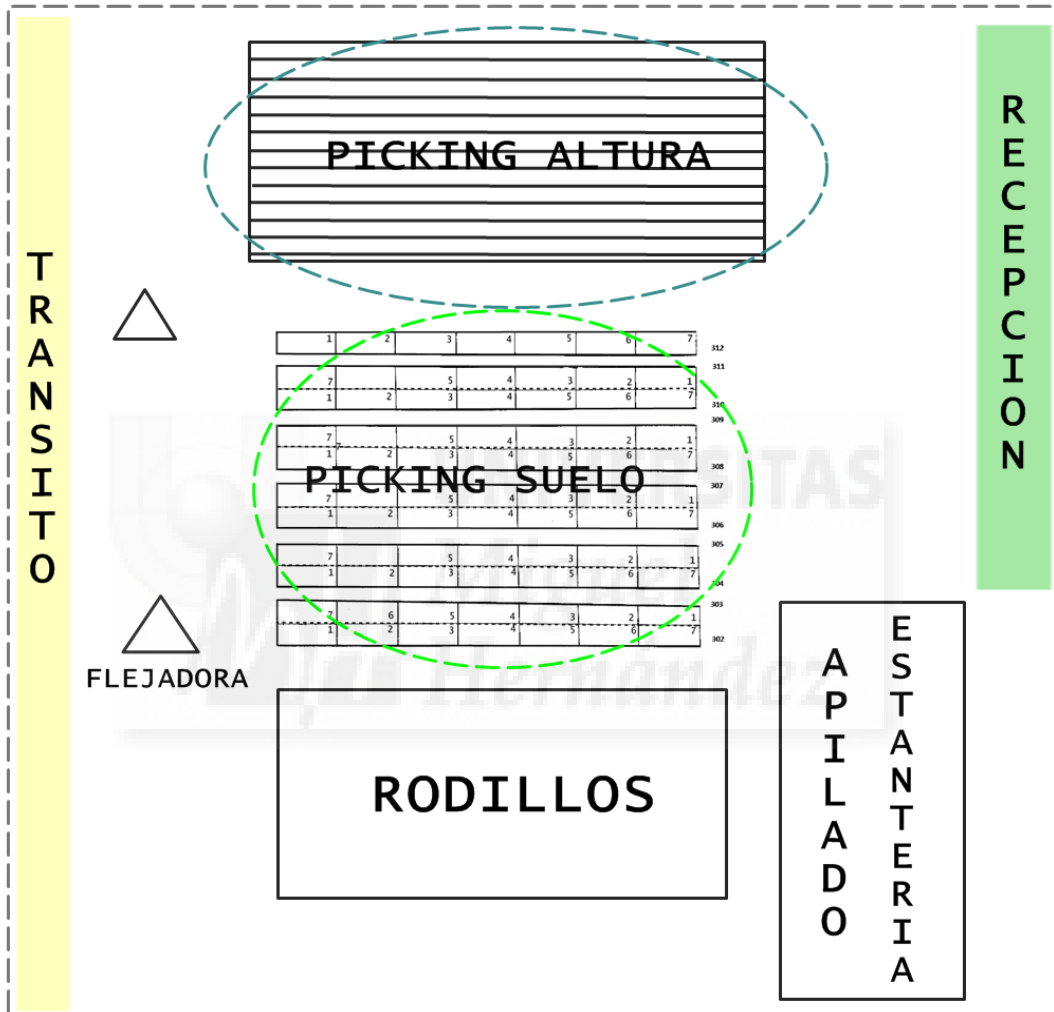 PICKING ALTURA
TRANSITO
RECEPCION
1 2 3 4 5 6 7
312
311
7 5 4 3 2 1
1 2 3 4 5 6 7
310
309
7 5 4 3 2 1
7
1 2 3 4 5 6 7
308
PICKING SUELO
307
7 5 4 3 2 1
1 2 3 4 5 6 7
306
305
7 5 4 3 2 1
1 2 3 4 5 6 7
304
303
7 6 5 4 3 2 1
1 2 3 4 5 6 7
302
FLEJADORA
UNIVERSITAS
Miguel
Hernández
RODILLOS
APILADO
ESTANTERIA